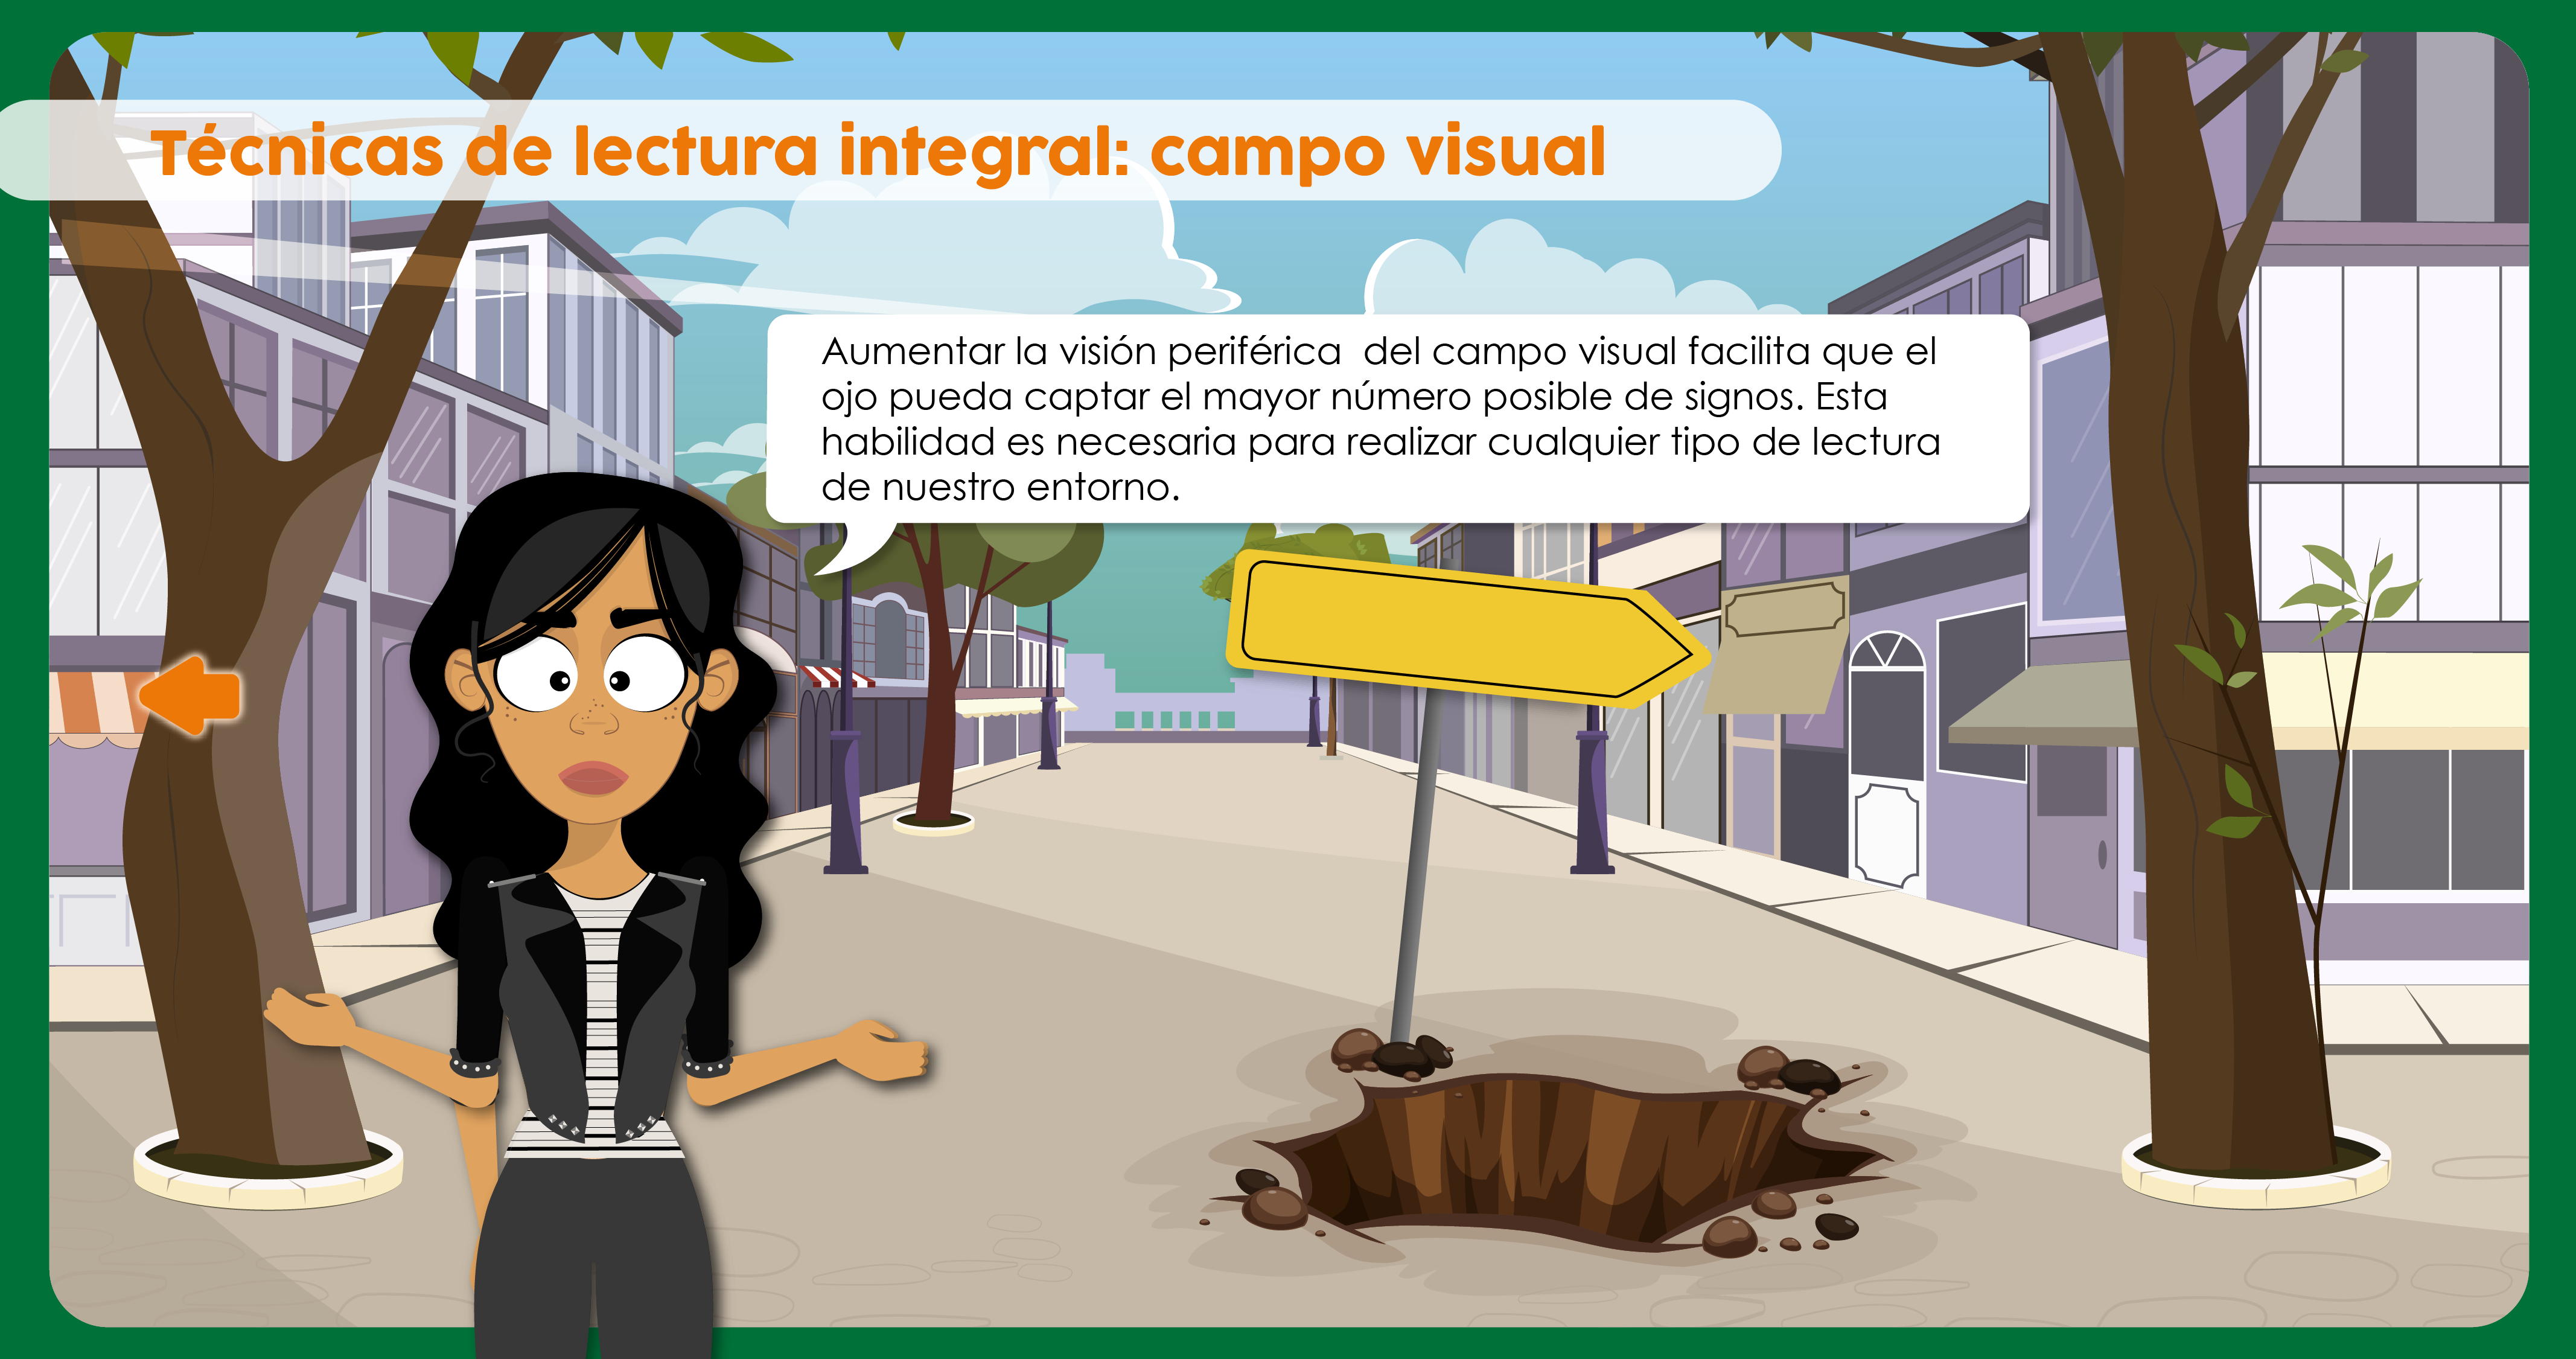 Técnicas de lectura integral: campo visual
Aumentar la visión periférica  del campo visual facilita que el
ojo pueda captar el mayor número posible de signos. Esta
habilidad es necesaria para realizar cualquier tipo de lectura
de nuestro entorno.